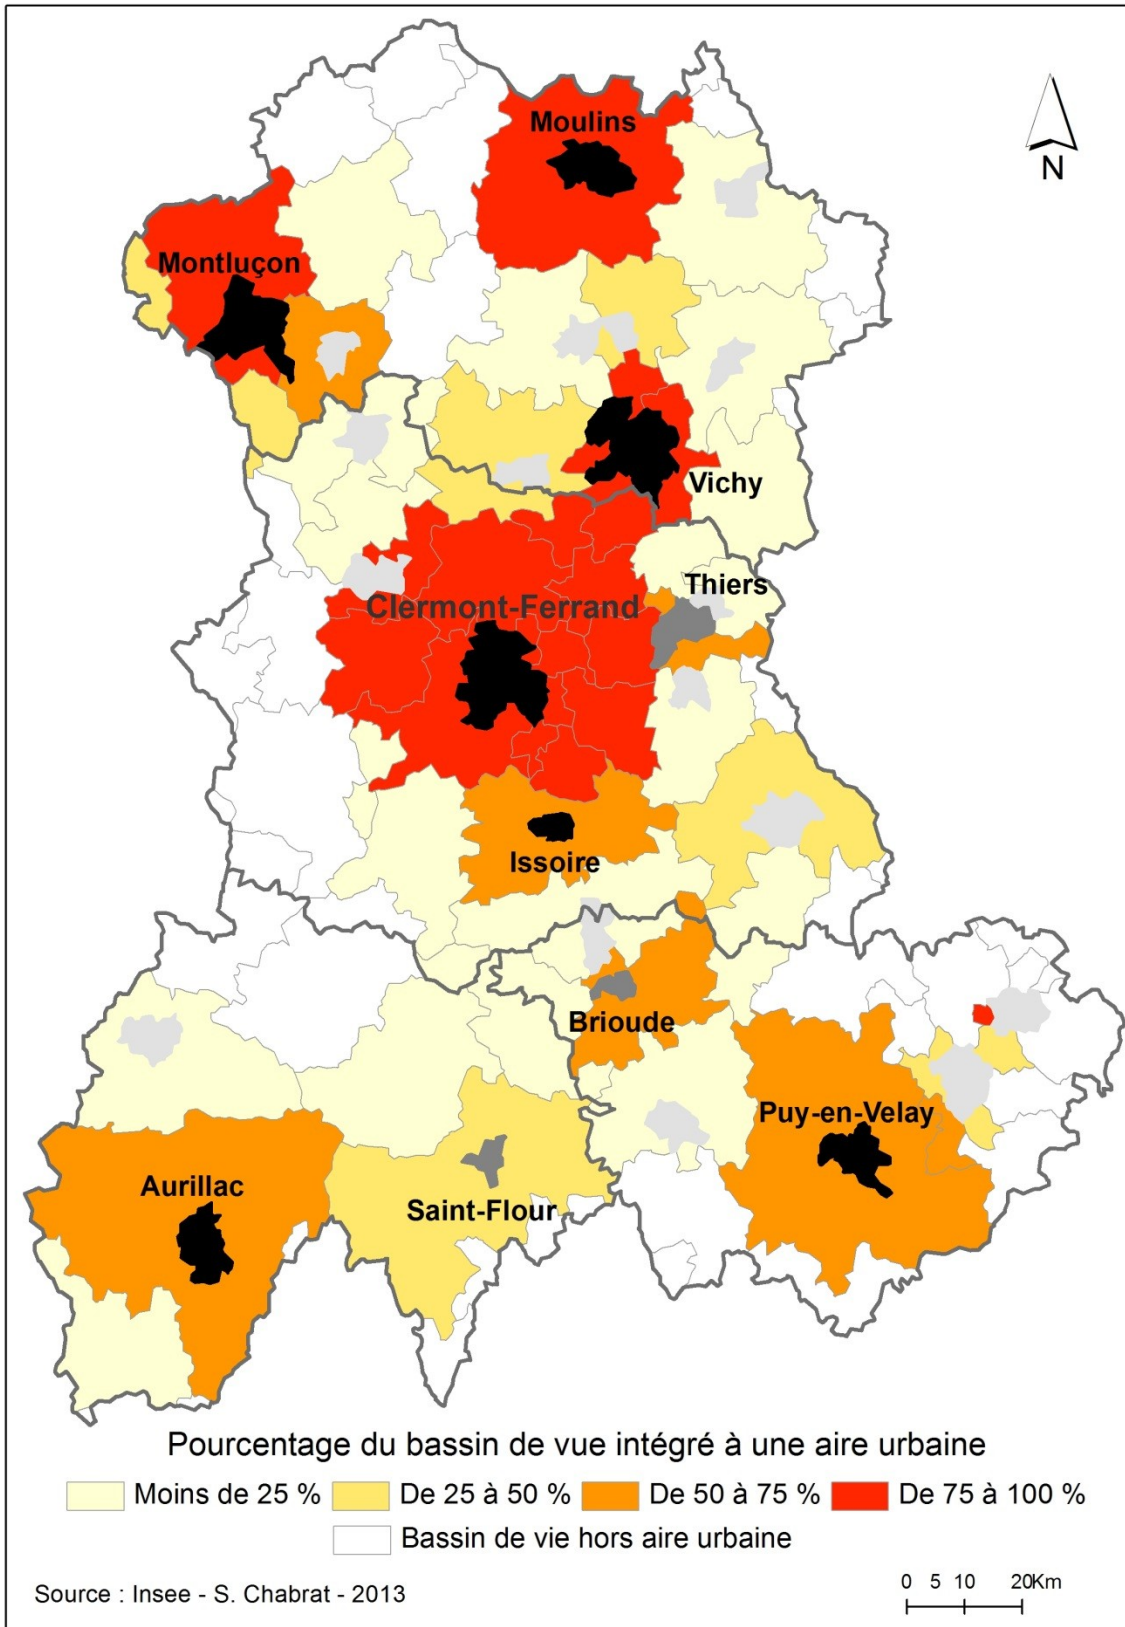 Moulins
N
Montluçon
Vichy
Thiers
Clermont-Ferrand
Issoire
Brioude
Puy-en-Velay
Aurillac
Saint-Flour
Pourcentage du bassin de vue intégré à une aire urbaine
Moins de 25 % De 25 à 50 % De 50 à 75 % De 75 à 100 %
Bassin de vie hors aire urbaine
Source : Insee - S. Chabrat - 2013
0 5 10 20Km